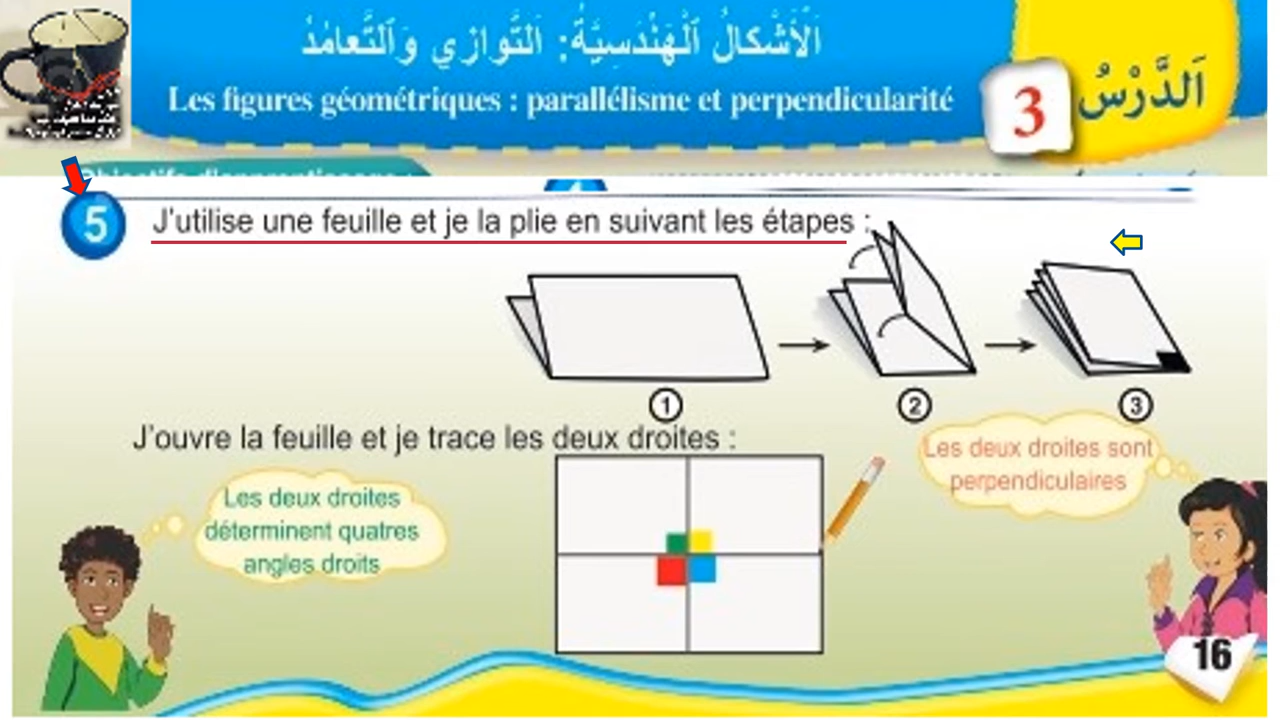 اَلْأَشْكالُ اَلْهَنْدَسِيَّةُ: اَلتَّوازي وَاَلتَّعامُدُ
Les figures géométriques : parallélisme et perpendicularité
3
اَلدَّرْسُ
5
J'utilise une feuille et je la plie en suivant les étapes :
1
2
3
J'ouvre la feuille et je trace les deux droites :
Les deux droites
déterminent quatres
angles droits
Les deux droites sont
perpendiculaires
16